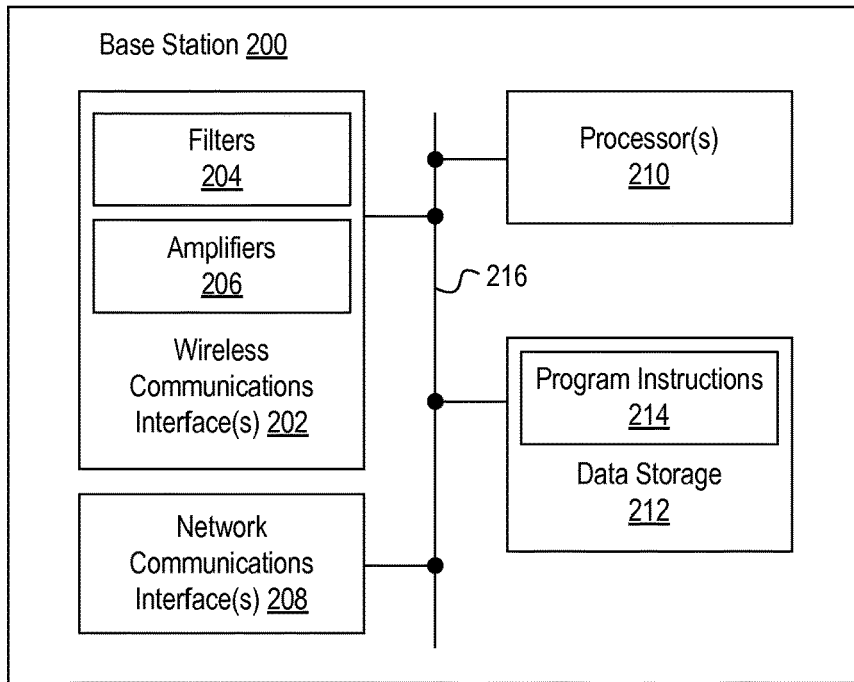 Base Station 200
Filters
204
Amplifiers
206
Wireless
Communications
Interface(s) 202
Network
Communications
Interface(s) 208
Processor(s)
210
216
Program Instructions
214
Data Storage
212